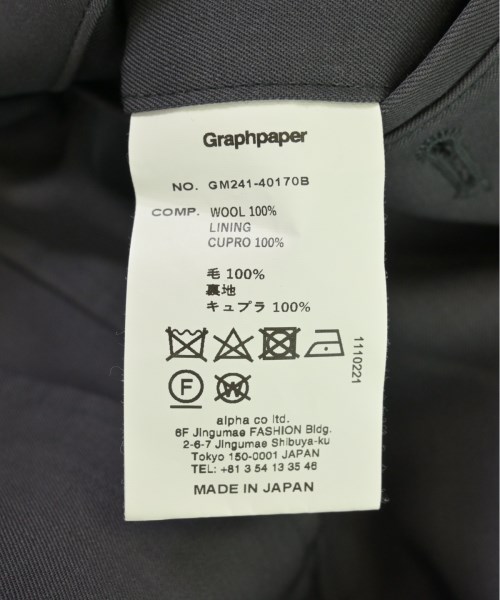 Graphpaper
NO. GM241-40170B
COMP. WOOL 100%
LINING
CUPRO 100%
毛 100%
裏地
キュプラ 100%
1110221
F
W
alpha co ltd.
6F Jingumae FASHION Bldg.
2-6-7 Jingumae Shibuya-ku
Tokyo 150-0001 JAPAN
TEL: +81 3 54 13 35 46
MADE IN JAPAN